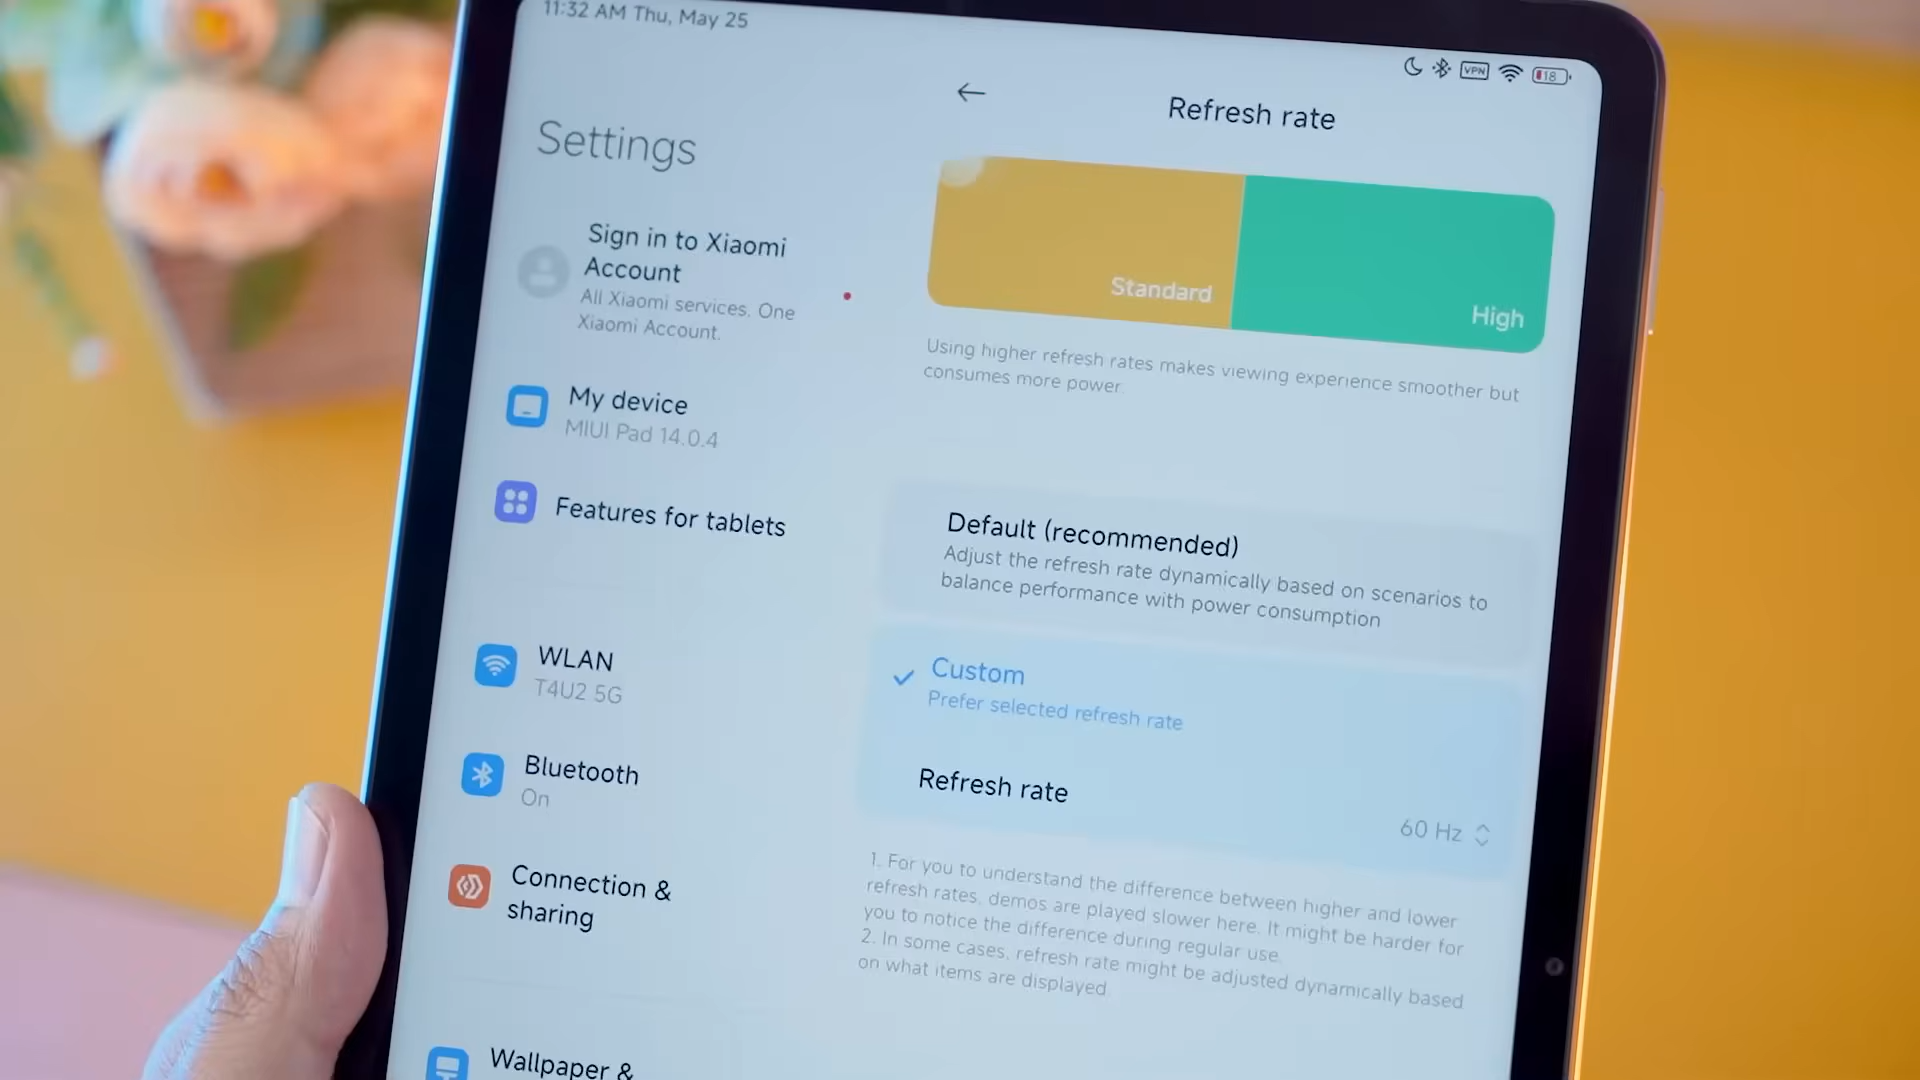 11:32 AM Thu, May 25
VPN
18
Settings
Sign in to Xiaomi
Account
All Xiaomi services. One
Xiaomi Account.
My device
MIUI Pad 14.0.4
Features for tablets
WLAN
T4U2 5G
Bluetooth
On
Connection &
sharing
Wallpaper &
Refresh rate
Standard
High
Using higher refresh rates makes viewing experience smoother but
consumes more power.
Default (recommended)
Adjust the refresh rate dynamically based on scenarios to
balance performance with power consumption
Custom
Prefer selected refresh rate
Refresh rate
60 Hz
1. For you to understand the difference between higher and lower
refresh rates, demos are played slower here. It might be harder for
you to notice the difference during regular use.
2. In some cases, refresh rate might be adjusted dynamically based
on what items are displayed.